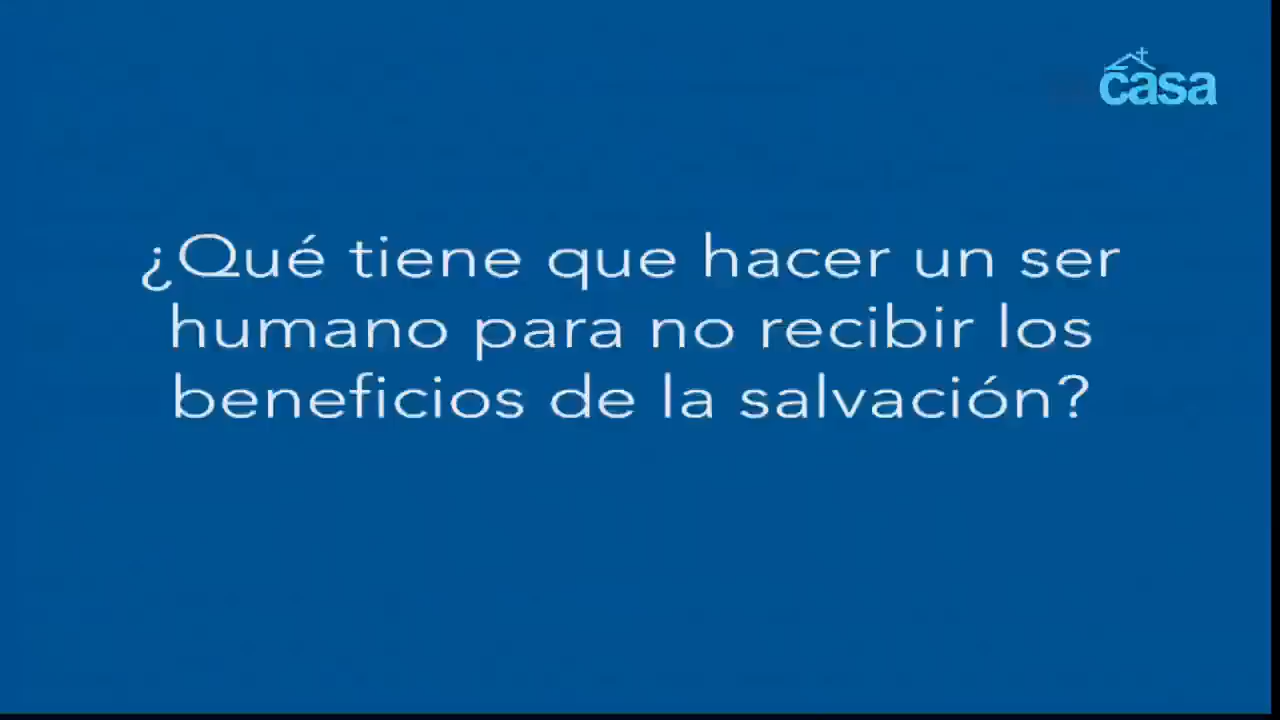 casa
¿Qué tiene que hacer un ser
humano para no recibir los
beneficios de la salvación?